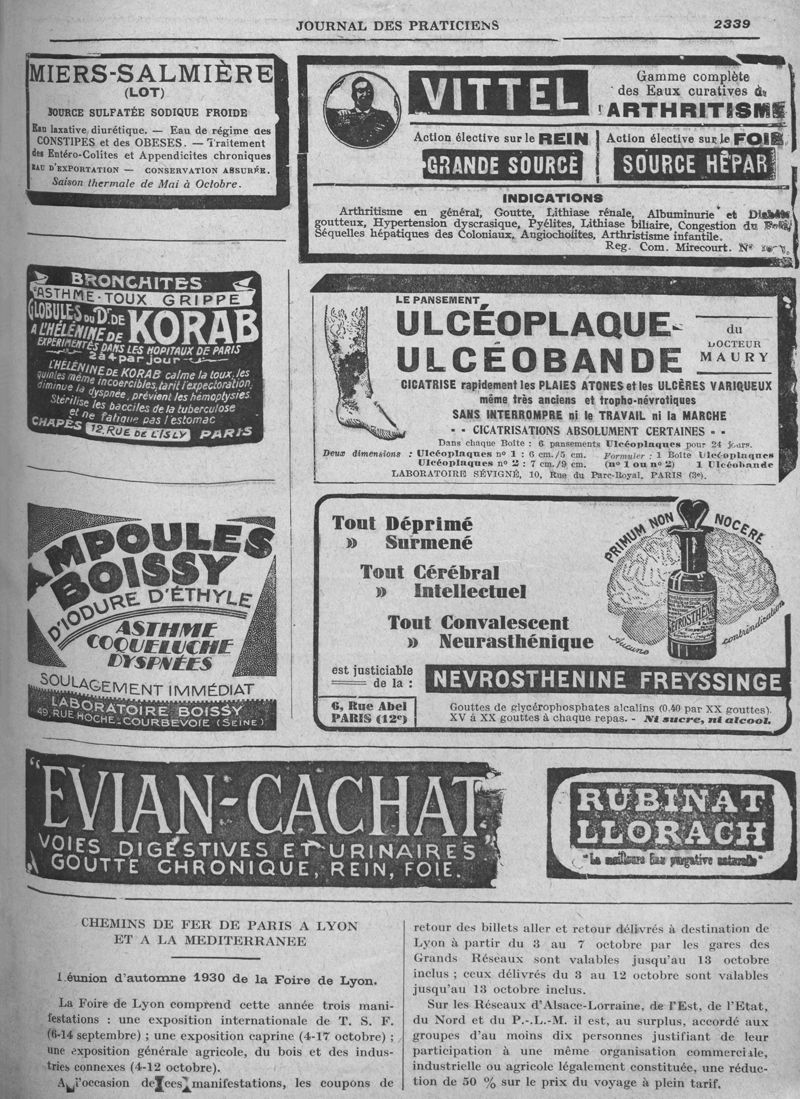 JOURNAL DES PRATICIENS
2339
MIERS-SALMIÈRE
(LOT)
SOURCE SULFATÉE SODIQUE FROIDE
Eau laxative, diurétique. — Eau de régime des
CONSTIPES et des OBESES. — Traitement
des Entéro-Colites et Appendicites chroniques
EAU D'EXPORTATION — CONSERVATION ASSURÉE.
Saison thermale de Mai à Octobre.
VITTEL
Gamme complète
des Eaux curatives de
l'ARTHRITISME
Action élective sur le REIN
GRANDE SOURCE
Action élective sur le FOIE
SOURCE HÉPAR
INDICATIONS
Arthritisme en général, Goutte, Lithiase rénale, Albuminurie et
goutteux, Hypertension dyscrasique, Pyélites, Lithiase biliaire, Congestion du
Séquelles hépatiques des Coloniaux, Angiocholites, Arthristisme infantile.
Reg. Com. Mirecourt. N°
BRONCHITES
ASTHME - TOUX GRIPPE
GLOBULES DU Dr. DE
KORAB
A L'HÉLÉNINE DE
EXPÉRIMENTÉS DANS LES HOPITAUX DE PARIS
2 à 4 par jour
L'HÉLÉNINE DE KORAB calme la toux, les
quintes même incoercibles, tarit l'expectoration,
diminue la dyspnée, prévient les hémoptysies
Stérilise les bacilles de la tuberculose
et ne fatigue pas l'estomac
CHAPÈS 12, RUE DE L'ISLY PARIS
LE PANSEMENT
ULCÉOPLAQUE-
ULCÉOBANDE
du
DOCTEUR
MAURY
CICATRISE rapidement les PLAIES ATONES et les ULCÈRES VARIQUEUX
même très anciens et tropho-névrotiques
SANS INTERROMPRE ni le TRAVAIL ni la MARCHE
- - CICATRISATIONS ABSOLUMENT CERTAINES - -
Dans chaque Boîte : 6 pansements Ulcéoplaques pour 24 jours.
Deux dimensions : Ulcéoplaques n° 1 : 6 cm./5 cm. Formuler : 1 Boîte Ulcéoplaques
Ulcéoplaques n° 2 : 7 cm./9 cm. (n° 1 ou n° 2) 1 Ulcéobande
LABORATOIRE SÉVIGNÉ, 10, Rue du Parc-Royal, PARIS (3e).
AMPOULES
BOISSY
D'IODURE D'ÉTHYLE
ASTHME
COQUELUCHE
DYSPNÉES
SOULAGEMENT IMMÉDIAT
LABORATOIRE BOISSY
49, RUE HOCHE_COURBEVOIE (SEINE)
Tout Déprimé
» Surmené
Tout Cérébral
» Intellectuel
Tout Convalescent
» Neurasthénique
PRIMUM NON NOCERE
Aucune contreindication
est justiciable
de la :
NEVROSTHENINE FREYSSINGE
6, Rue Abel
PARIS (12e)
Gouttes de glycérophosphates alcalins (0.40 par XX gouttes).
XV à XX gouttes à chaque repas. - Ni sucre, ni alcool.
"EVIAN-CACHAT"
VOIES DIGÉSTIVES ET URINAIRES
GOUTTE CHRONIQUE, REIN, FOIE.
RUBINAT
LLORACH
"La meilleure Eau purgative naturelle"
CHEMINS DE FER DE PARIS A LYON
ET A LA MEDITERRANEE
Réunion d'automne 1930 de la Foire de Lyon.
La Foire de Lyon comprend cette année trois mani-
festations : une exposition internationale de T. S. F.
(6-14 septembre) ; une exposition caprine (4-17 octobre) ;
une exposition générale agricole, du bois et des indus-
tries connexes (4-12 octobre).
A l'occasion de ces manifestations, les coupons de
retour des billets aller et retour délivrés à destination de
Lyon à partir du 3 au 7 octobre par les gares des
Grands Réseaux sont valables jusqu'au 13 octobre
inclus ; ceux délivrés du 3 au 12 octobre sont valables
jusqu'au 13 octobre inclus.
Sur les Réseaux d'Alsace-Lorraine, de l'Est, de l'Etat,
du Nord et du P.-L.-M. il est, au surplus, accordé aux
groupes d'au moins dix personnes justifiant de leur
participation à une même organisation commerciale,
industrielle ou agricole légalement constituée, une réduc-
tion de 50 % sur le prix du voyage à plein tarif.